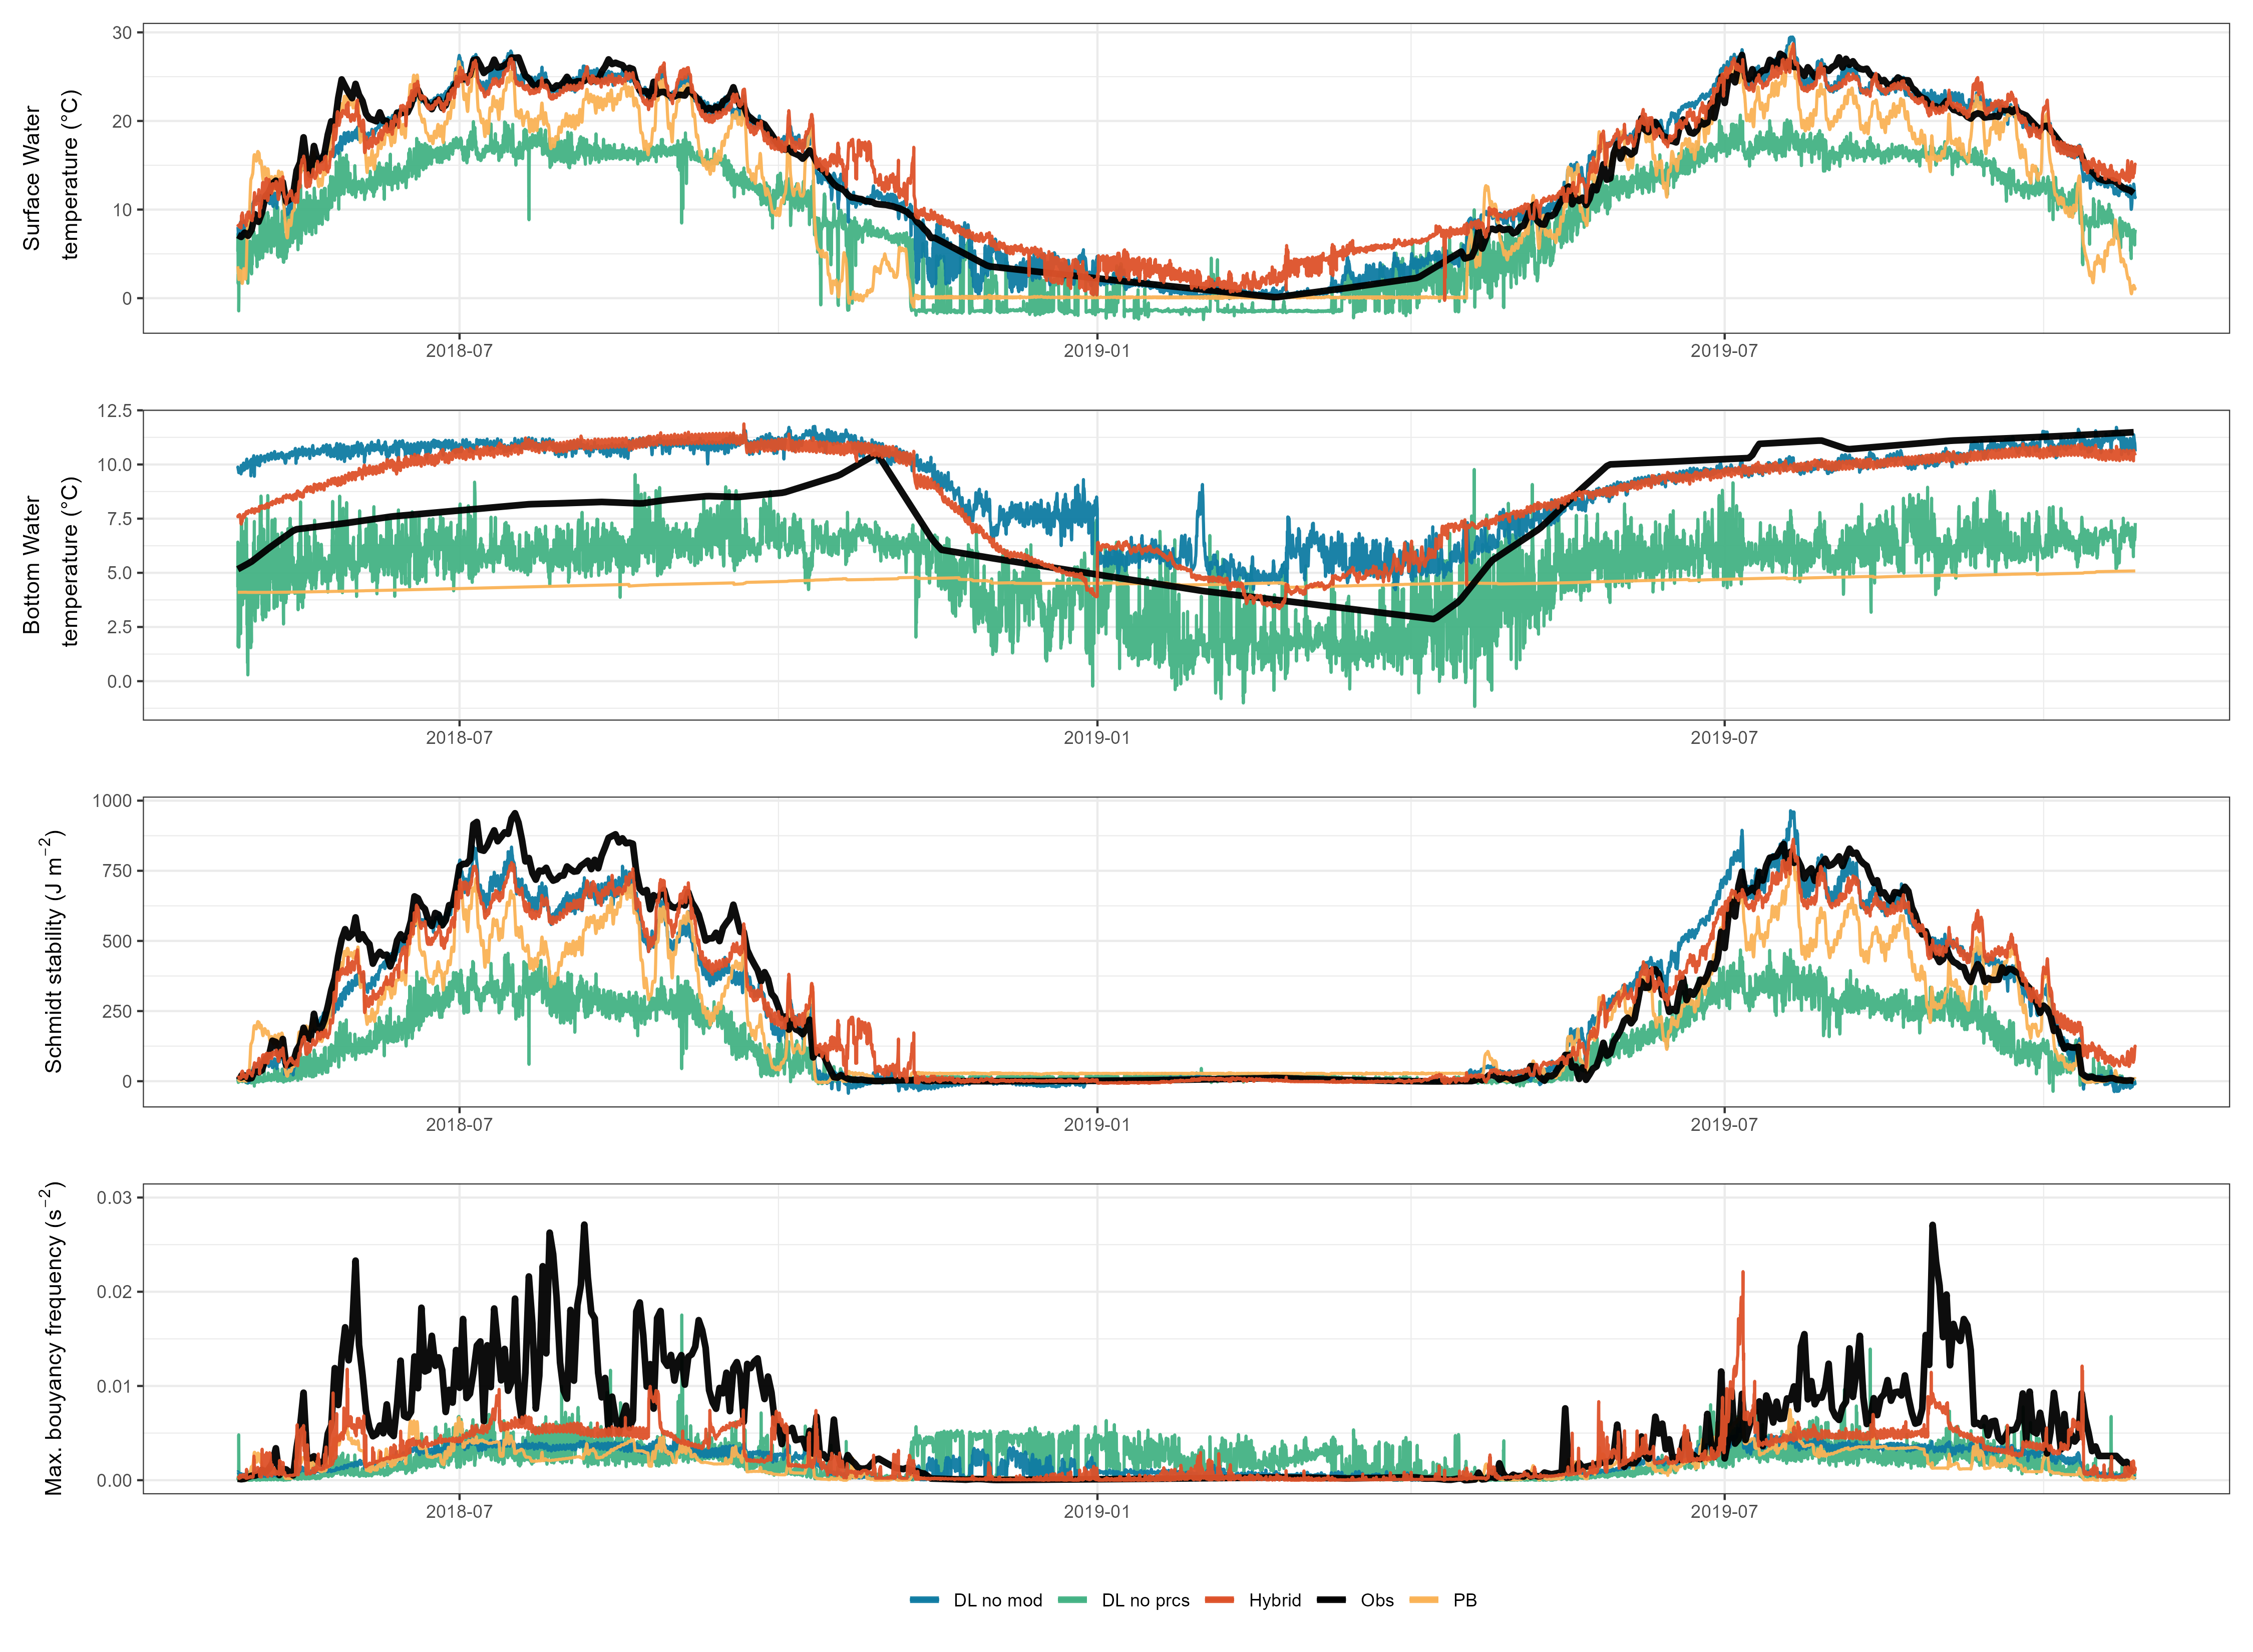 Surface Water
temperature (°C)
30
20
10
0
2018-07 2019-01 2019-07
Bottom Water
temperature (°C)
12.5
10.0
7.5
5.0
2.5
0.0
2018-07 2019-01 2019-07
Schmidt stability (J m⁻²)
1000
750
500
250
0
2018-07 2019-01 2019-07
Max. bouyancy frequency (s⁻²)
0.03
0.02
0.01
0.00
2018-07 2019-01 2019-07
DL no mod DL no prcs Hybrid Obs PB